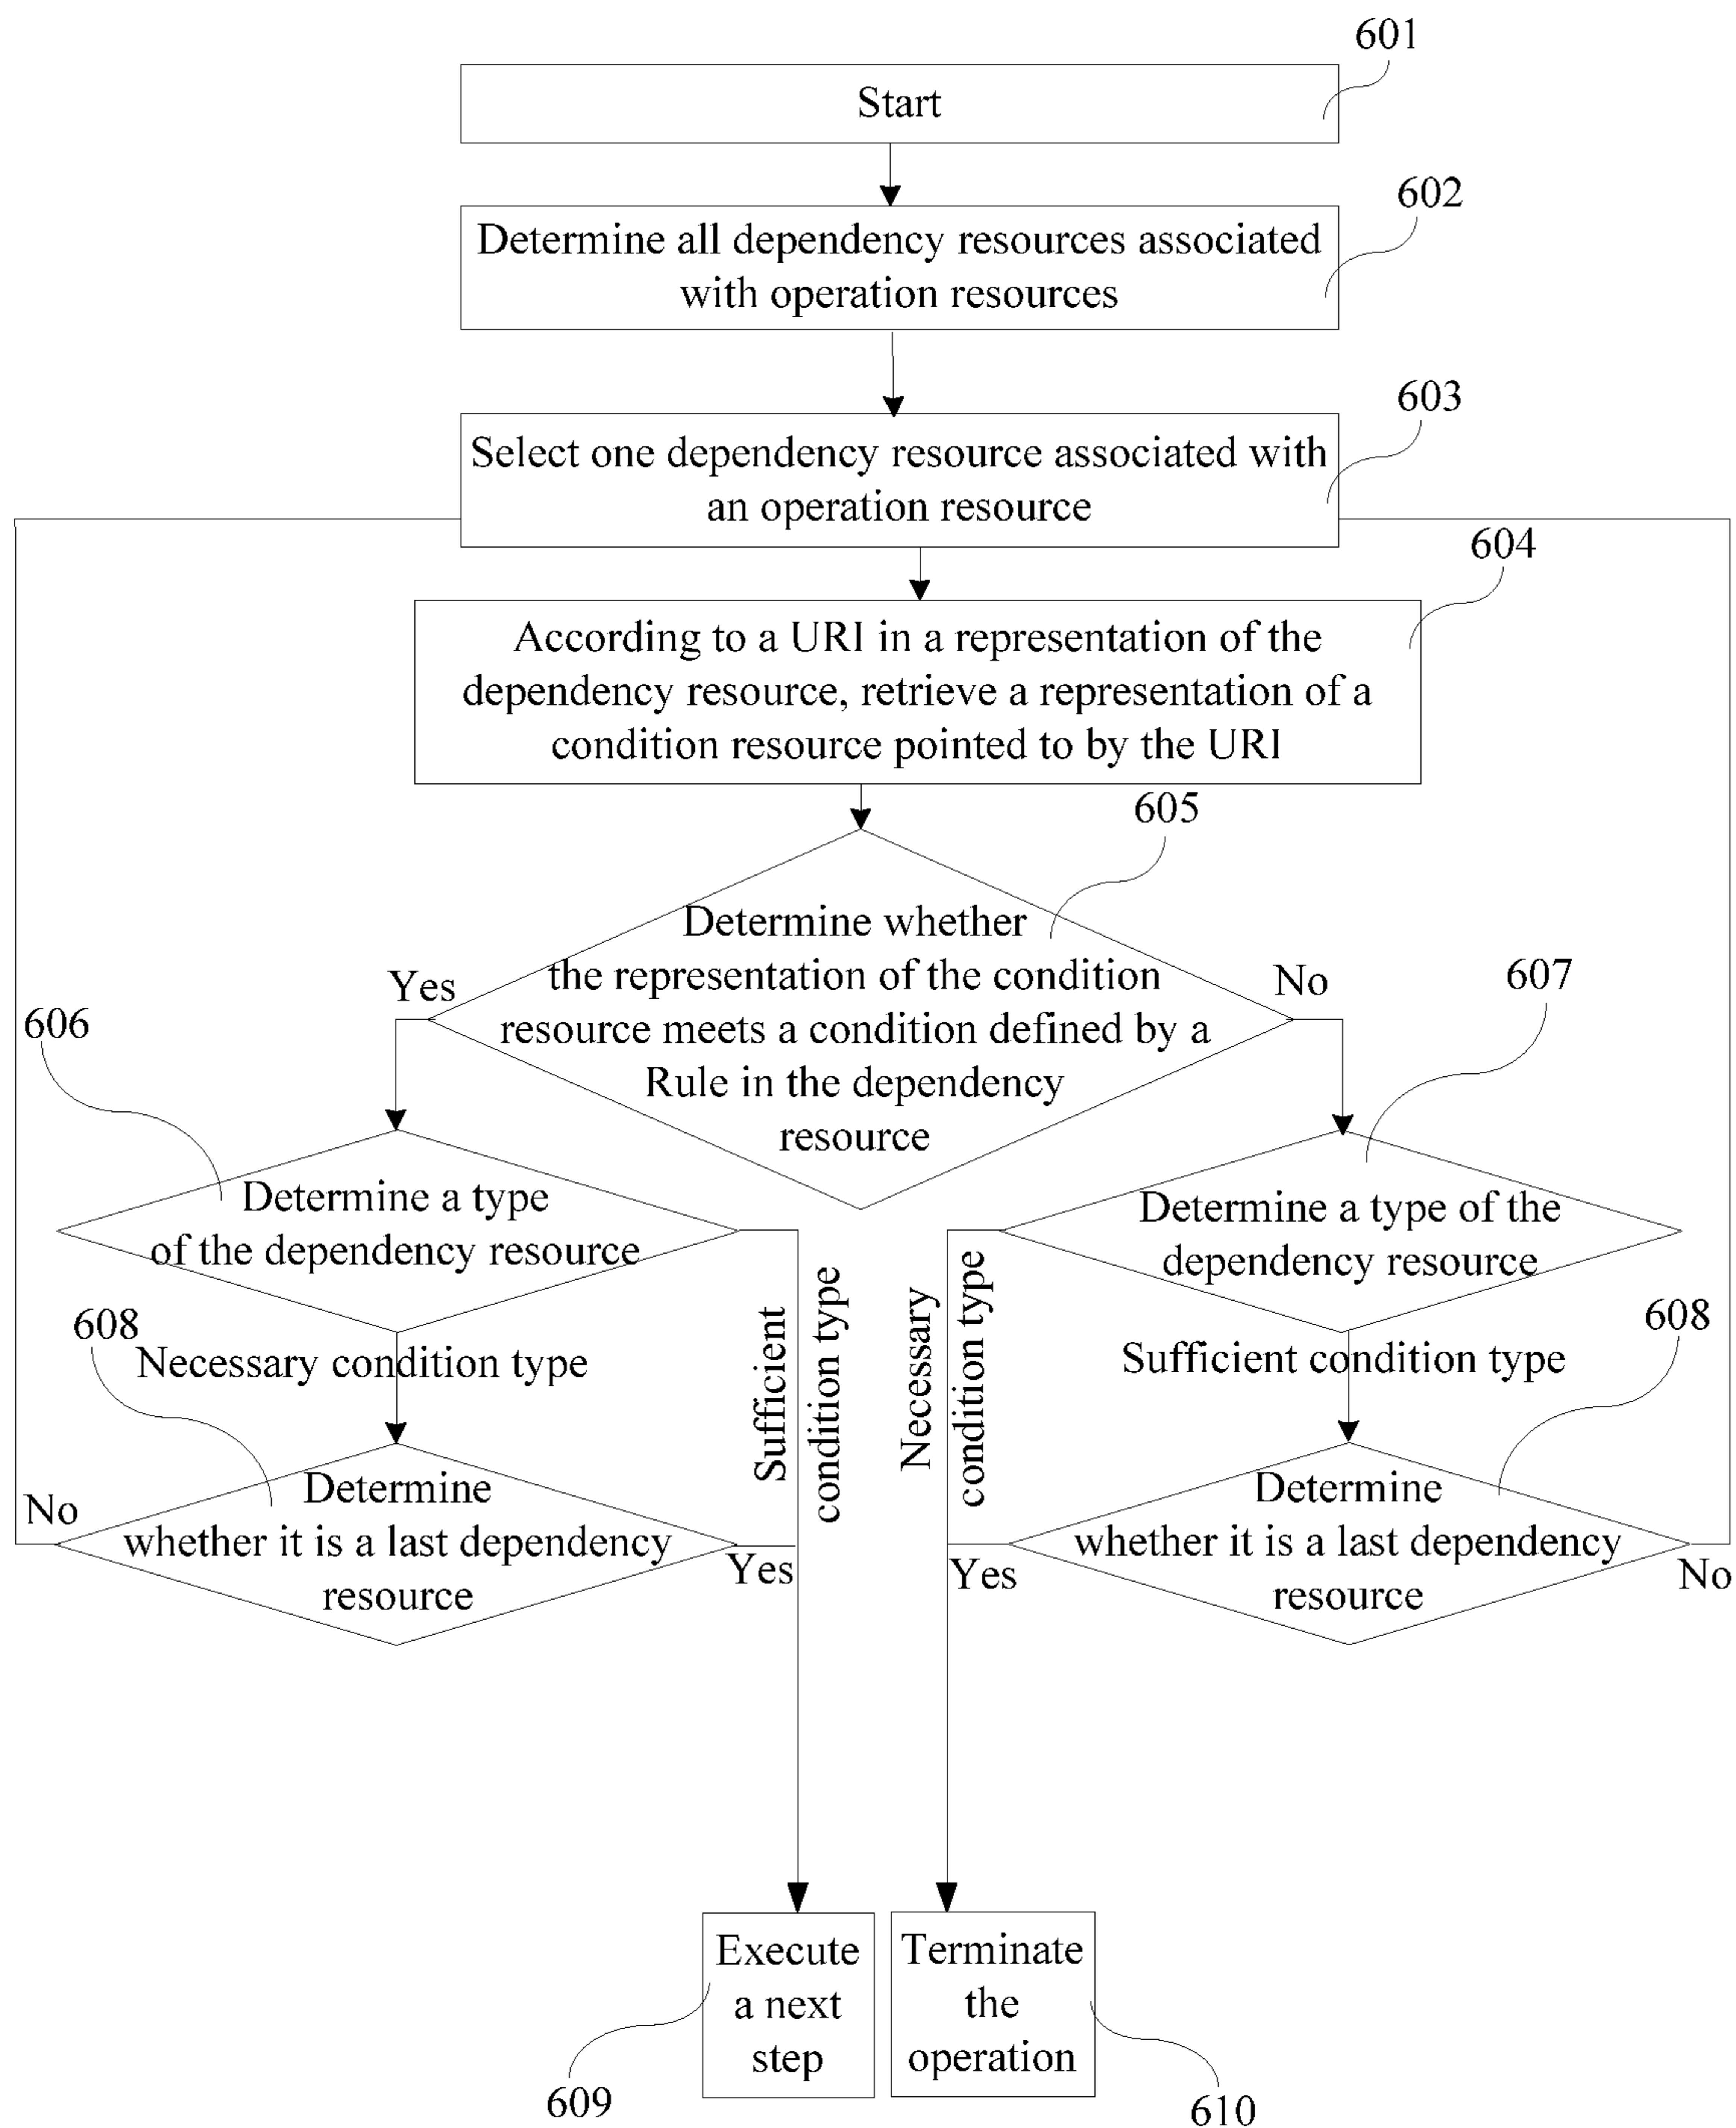 601
Start
602
Determine all dependency resources associated
with operation resources
603
Select one dependency resource associated with
an operation resource
604
According to a URI in a representation of the
dependency resource, retrieve a representation of a
condition resource pointed to by the URI
605
Determine whether
the representation of the condition
resource meets a condition defined by a
Rule in the dependency
resource
Yes
No
606
607
Determine a type
of the dependency resource
Determine a type of the
dependency resource
Sufficient
condition type
Necessary
condition type
608
Necessary condition type
608
Sufficient condition type
Determine
whether it is a last dependency
resource
No
Yes
Determine
whether it is a last dependency
resource
Yes
No
Execute
a next
step
Terminate
the
operation
609
610